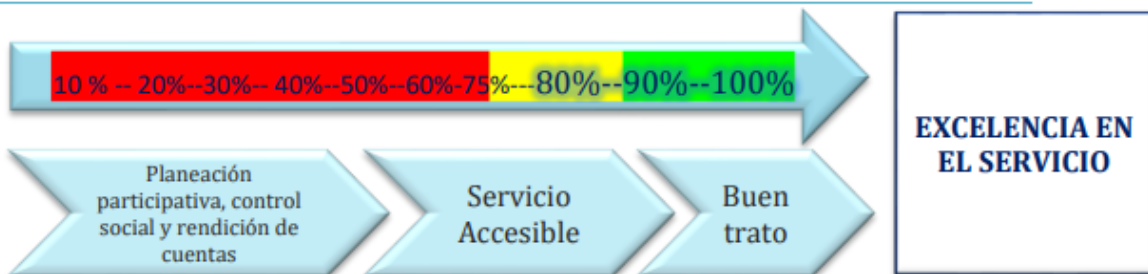 10 % -- 20%--30%-- 40%--50%--60%-75%---80%--90%--100%
EXCELENCIA EN
EL SERVICIO
Planeación
participativa, control
social y rendición de
cuentas
Servicio
Accesible
Buen
trato